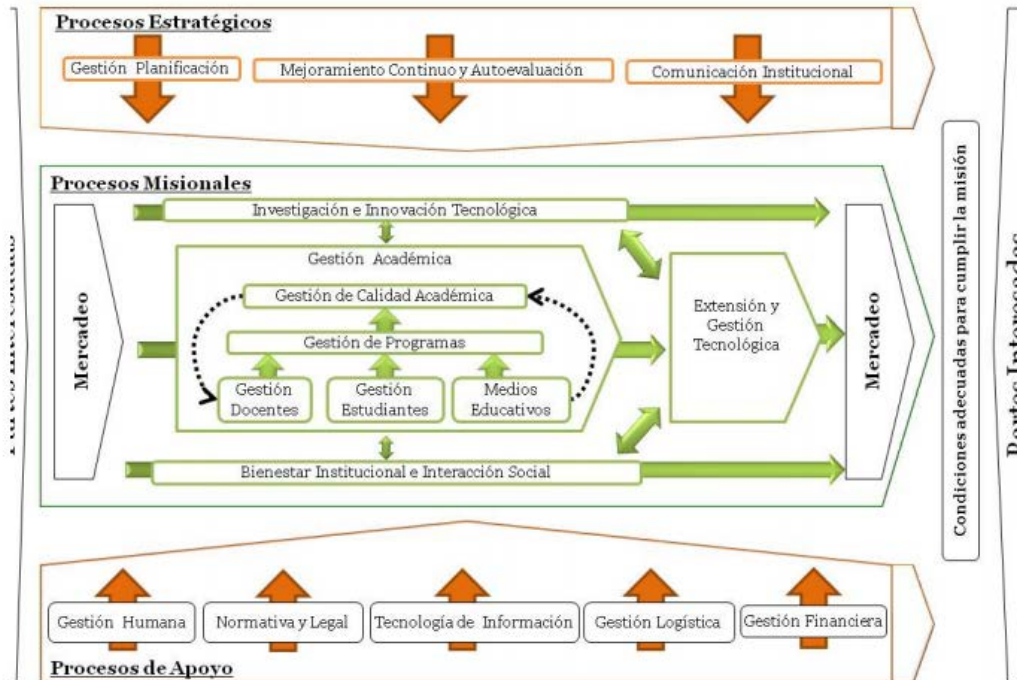 Procesos Estratégicos
Gestión Planificación
Mejoramiento Continuo y Autoevaluación
Comunicación Institucional
Procesos Misionales
Mercadeo
Investigación e Innovación Tecnológica
Gestión Académica
Gestión de Calidad Académica
Gestión de Programas
Gestión
Docentes
Gestión
Estudiantes
Medios
Educativos
Extensión y
Gestión
Tecnológica
Mercadeo
Bienestar Institucional e Interacción Social
Condiciones adecuadas para cumplir la misión
Gestión Humana
Normativa y Legal
Tecnología de Información
Gestión Logística
Gestión Financiera
Procesos de Apoyo